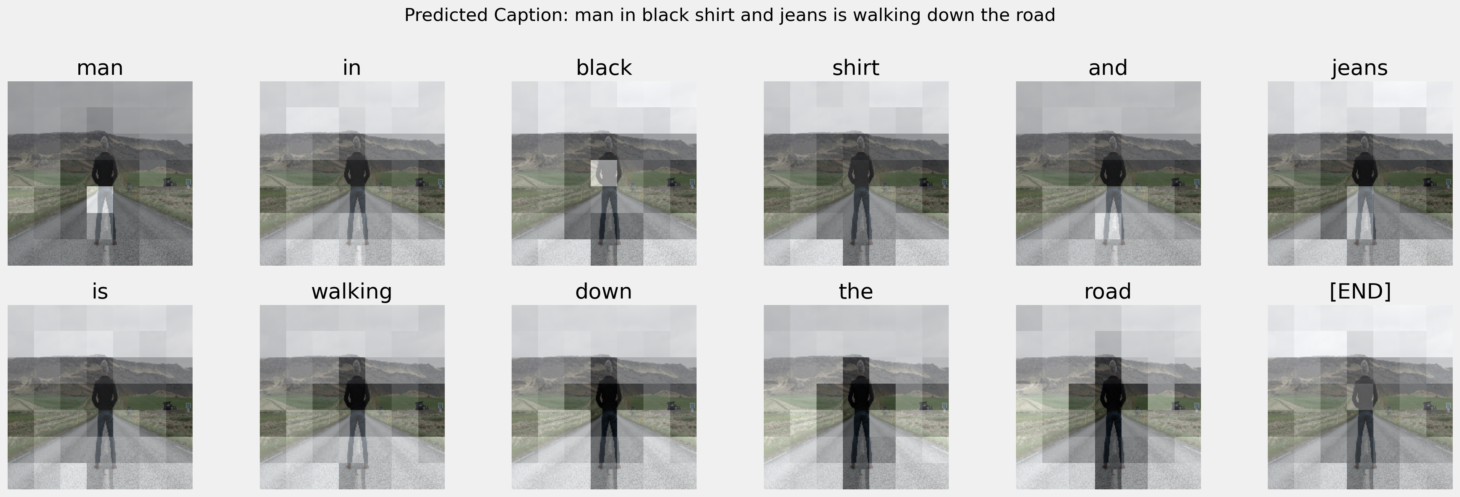 Predicted Caption: man in black shirt and jeans is walking down the road
man in black shirt and jeans
is walking down the road [END]